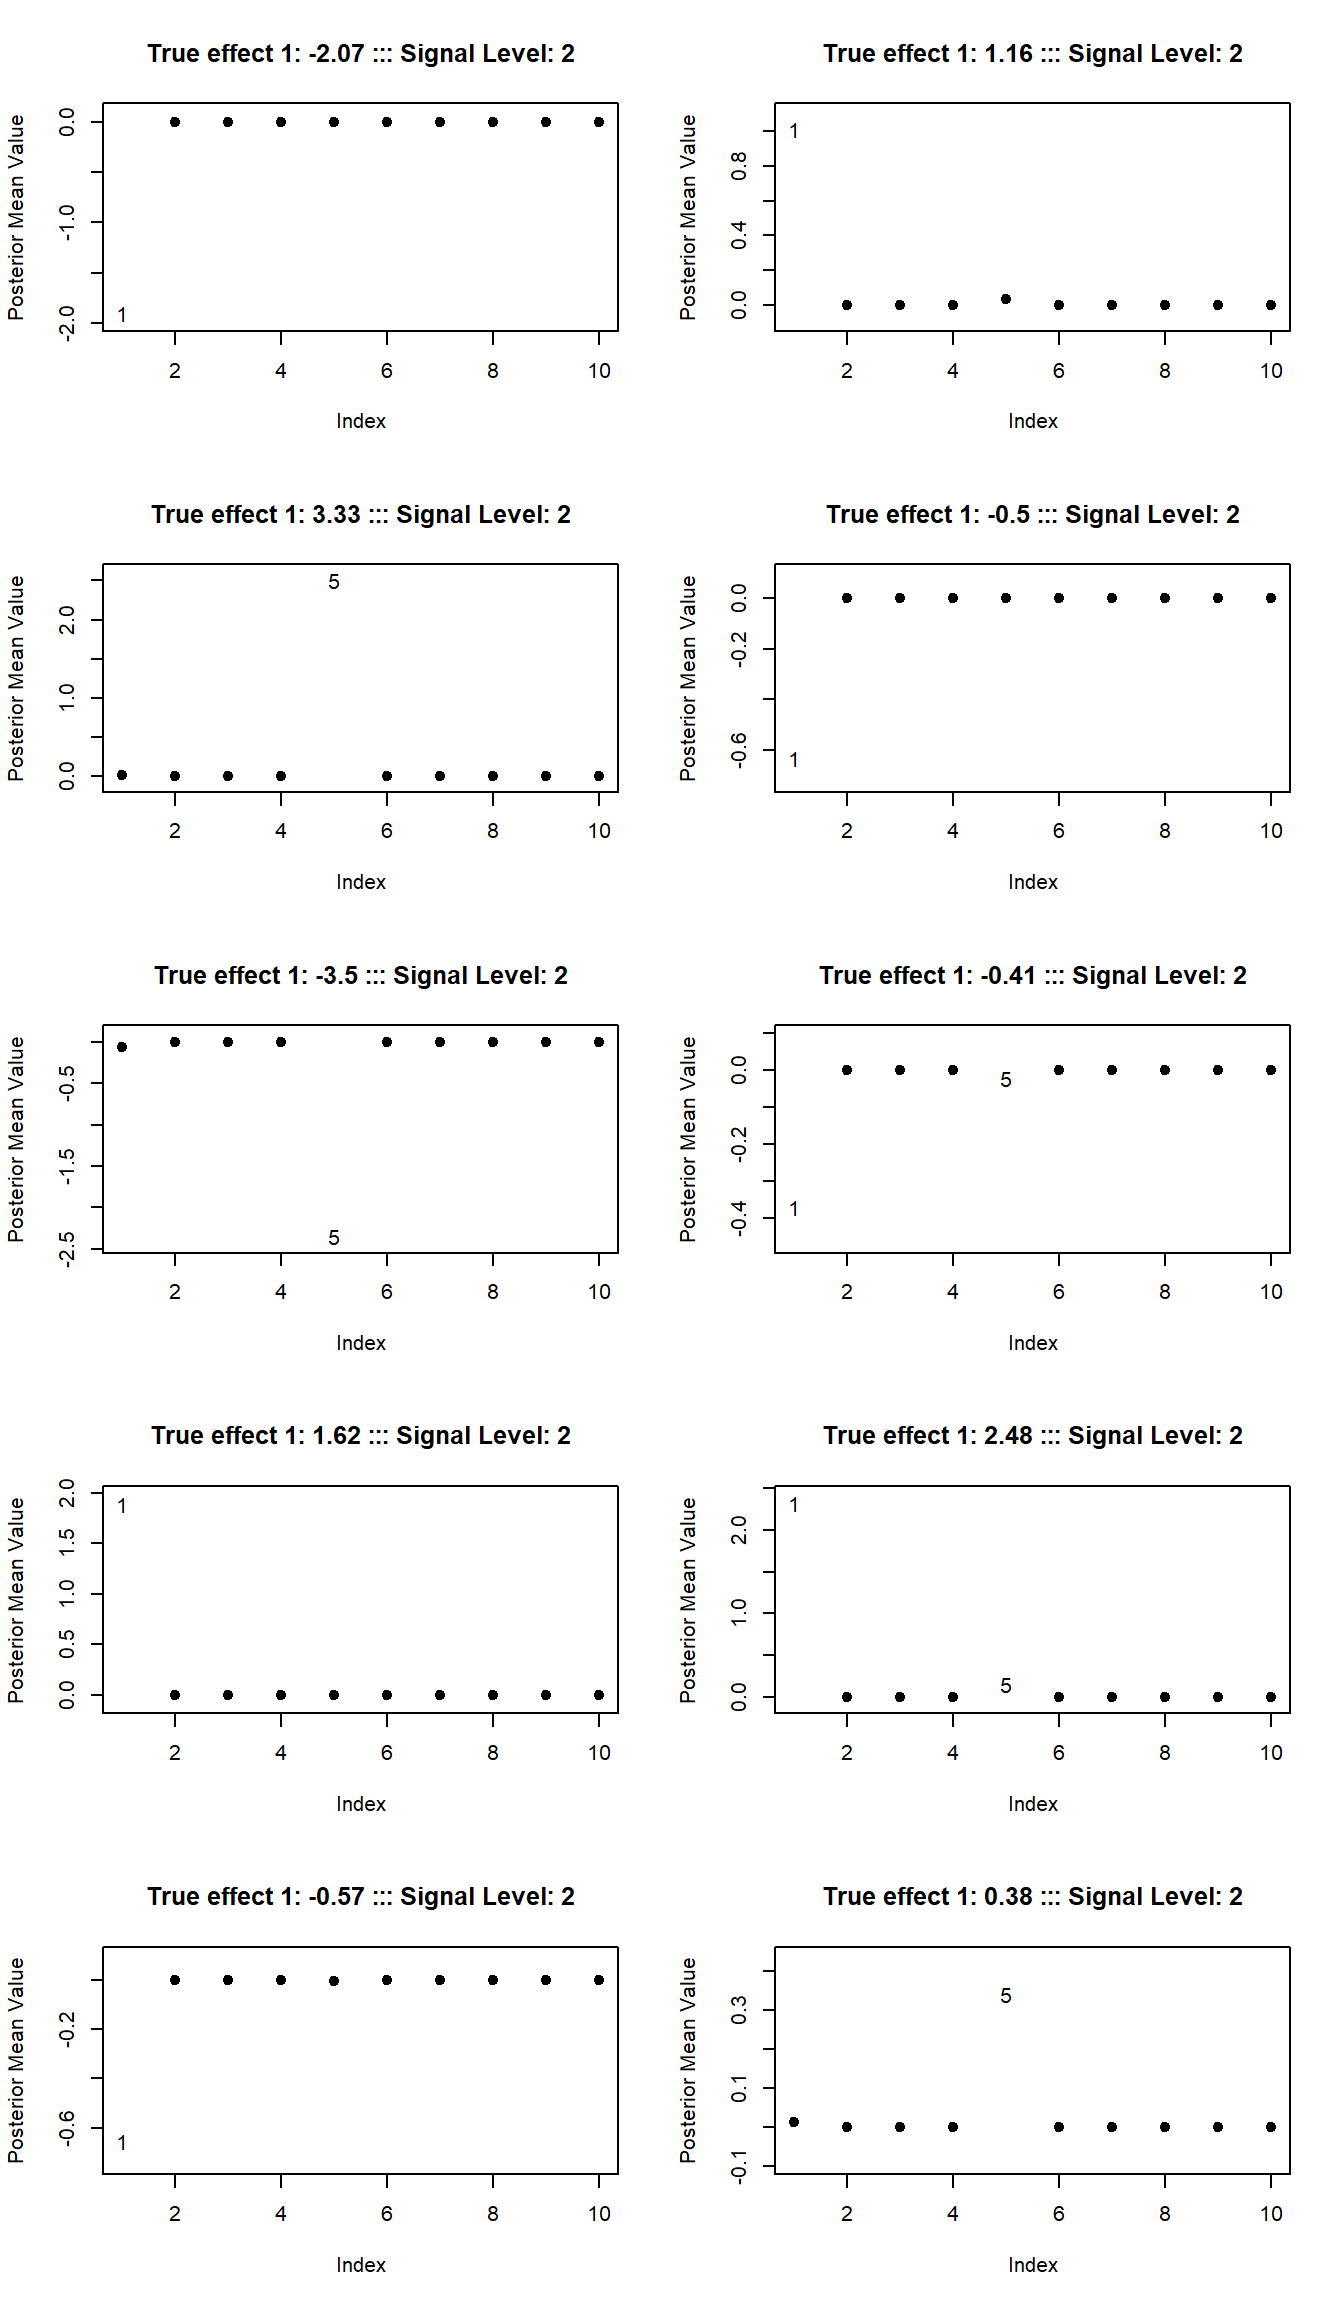 True effect 1: -2.07 ::: Signal Level: 2
Posterior Mean Value
0.0
-1.0
-2.0
1
2 4 6 8 10
Index
True effect 1: 1.16 ::: Signal Level: 2
Posterior Mean Value
0.8
0.4
0.0
1
2 4 6 8 10
Index
True effect 1: 3.33 ::: Signal Level: 2
Posterior Mean Value
2.0
1.0
0.0
5
2 4 6 8 10
Index
True effect 1: -0.5 ::: Signal Level: 2
Posterior Mean Value
0.0
-0.2
-0.6
1
2 4 6 8 10
Index
True effect 1: -3.5 ::: Signal Level: 2
Posterior Mean Value
-0.5
-1.5
-2.5
5
2 4 6 8 10
Index
True effect 1: -0.41 ::: Signal Level: 2
Posterior Mean Value
0.0
-0.2
-0.4
5
1
2 4 6 8 10
Index
True effect 1: 1.62 ::: Signal Level: 2
Posterior Mean Value
2.0
1.5
1.0
0.5
0.0
1
2 4 6 8 10
Index
True effect 1: 2.48 ::: Signal Level: 2
Posterior Mean Value
2.0
1.0
0.0
1
5
2 4 6 8 10
Index
True effect 1: -0.57 ::: Signal Level: 2
Posterior Mean Value
-0.2
-0.6
1
2 4 6 8 10
Index
True effect 1: 0.38 ::: Signal Level: 2
Posterior Mean Value
0.3
0.1
-0.1
5
2 4 6 8 10
Index